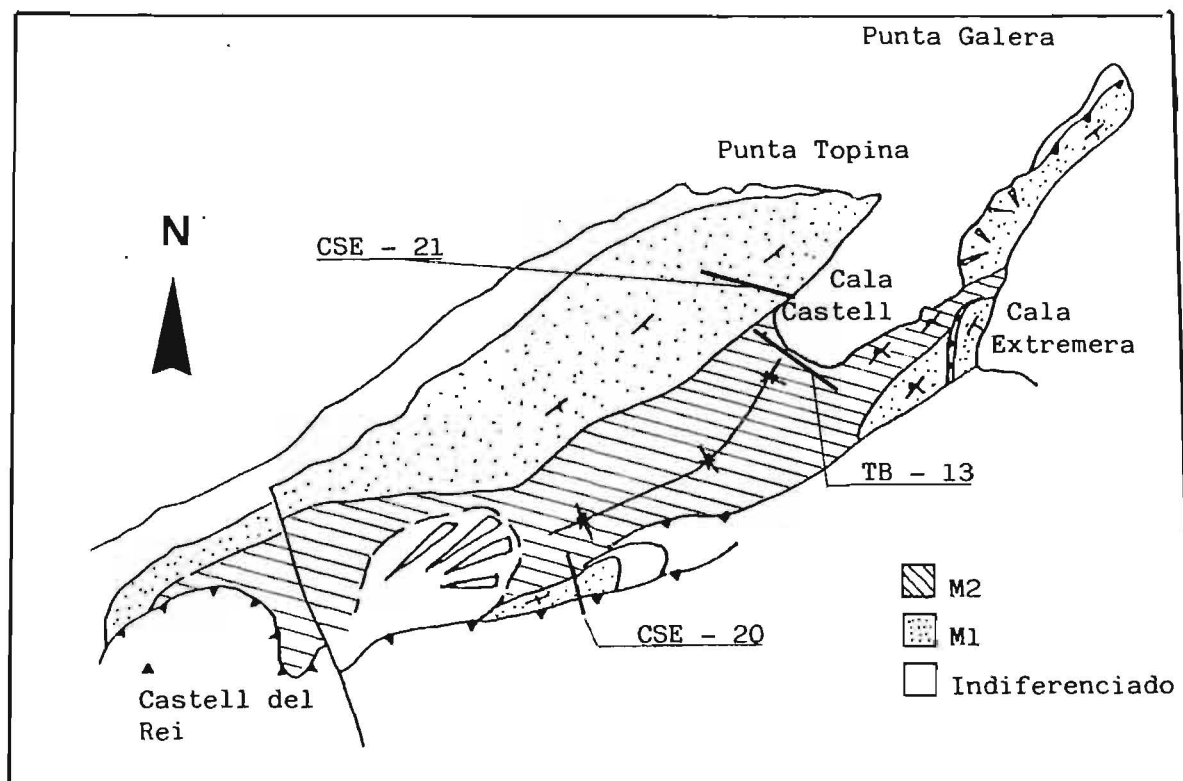 Punta Galera
Punta Topina
N
CSE - 21
Cala
Castell
Cala
Extremera
TB - 13
CSE - 20
M2
M1
Indiferenciado
Castell del
Rei